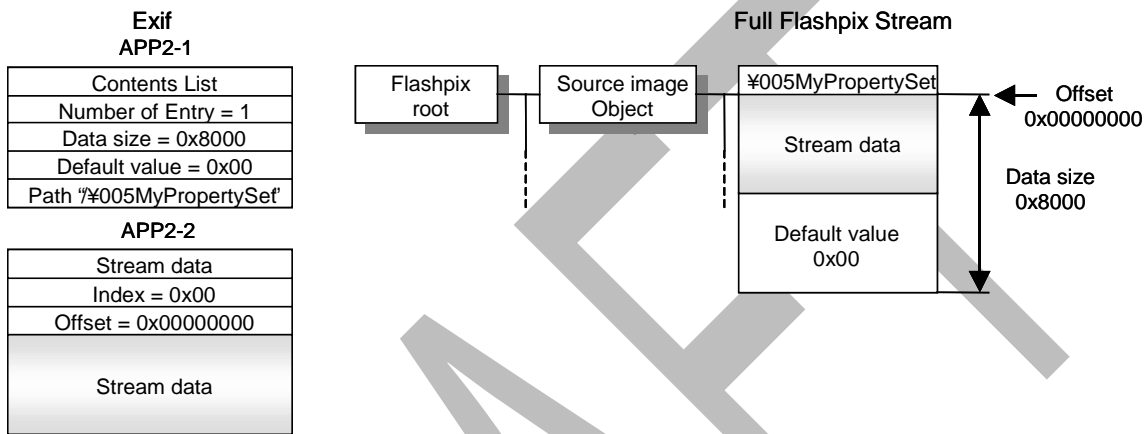 Exif
APP2-1
Contents List
Number of Entry = 1
Data size = 0x8000
Default value = 0x00
Path "/¥005MyPropertySet"
APP2-2
Stream data
Index = 0x00
Offset = 0x00000000
Stream data
Full Flashpix Stream
Flashpix
root
Source image
Object
¥005MyPropertySet
Stream data
Default value
0x00
Offset
0x00000000
Data size
0x8000